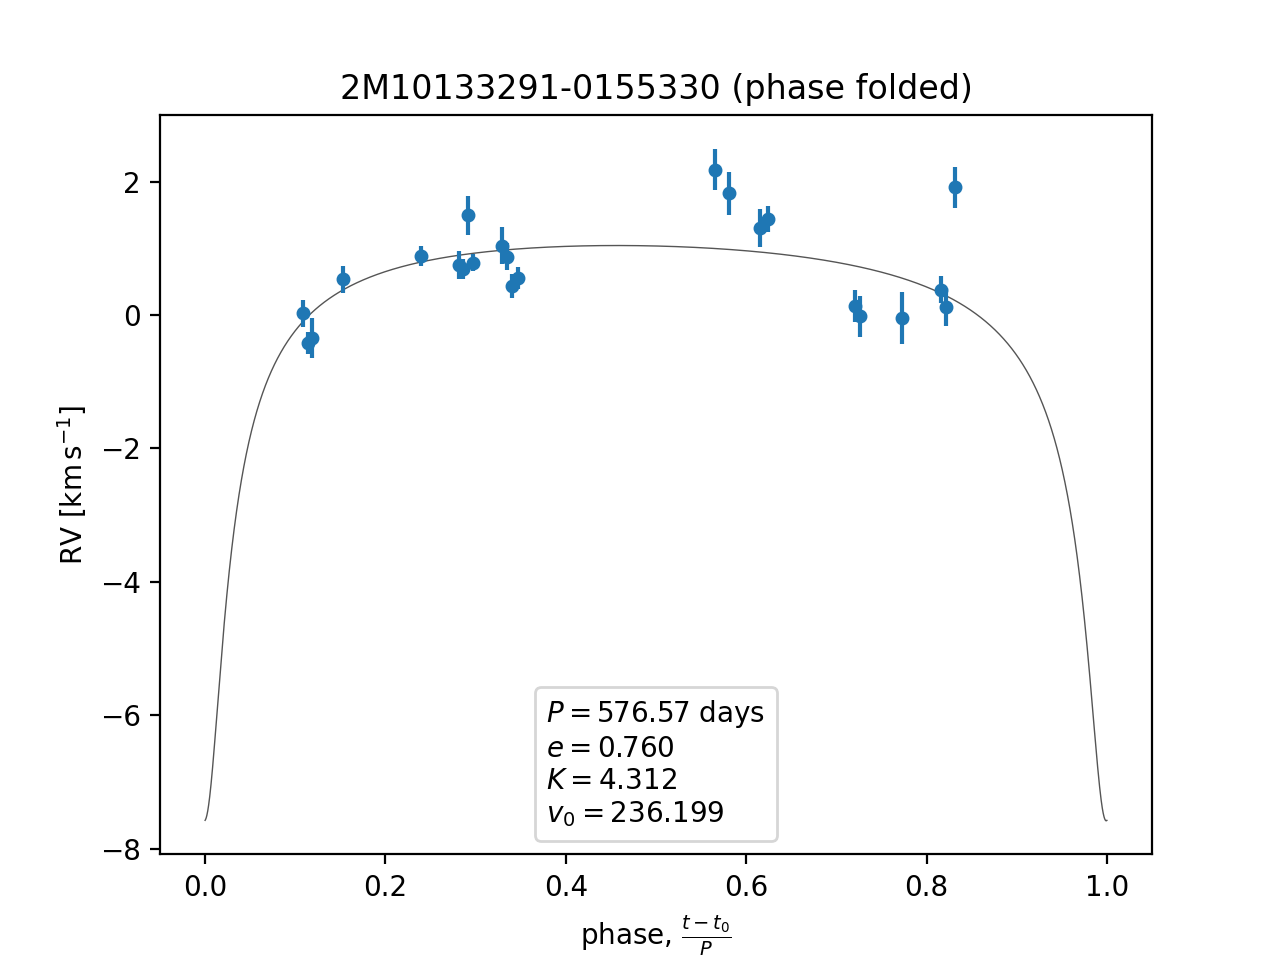 2M10133291-0155330 (phase folded)
RV [km s⁻¹]
2
0
−2
−4
−6
−8
P = 576.57 days
e = 0.760
K = 4.312
v₀ = 236.199
0.0 0.2 0.4 0.6 0.8 1.0
phase, (t − t₀)/P